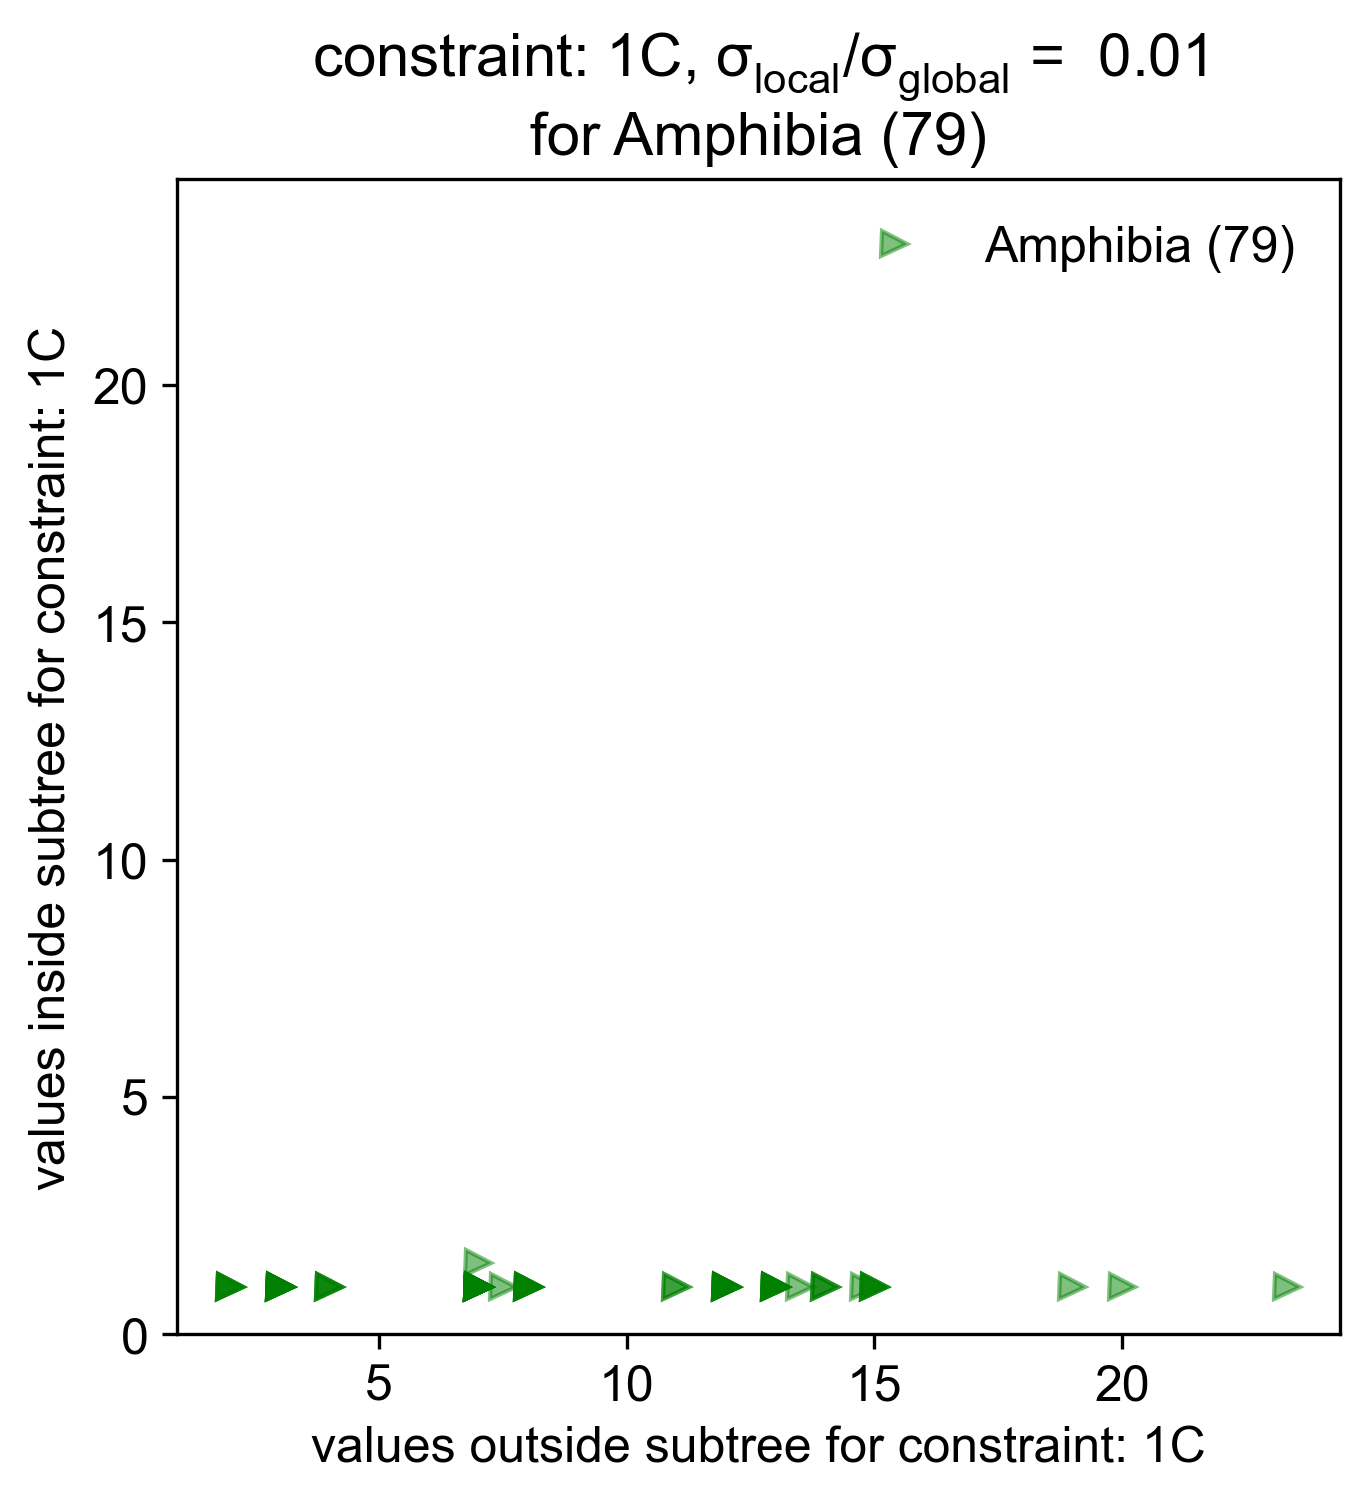 constraint: 1C, σlocal/σglobal = 0.01
for Amphibia (79)
Amphibia (79)
values inside subtree for constraint: 1C
20
15
10
5
0
5 10 15 20
values outside subtree for constraint: 1C